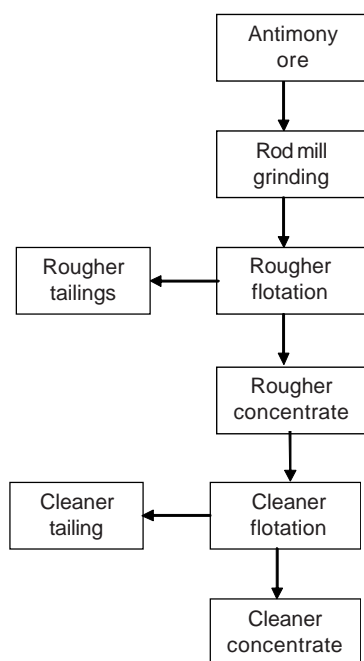 Antimony
ore
Rod mill
grinding
Rougher
tailings
Rougher
flotation
Rougher
concentrate
Cleaner
tailing
Cleaner
flotation
Cleaner
concentrate